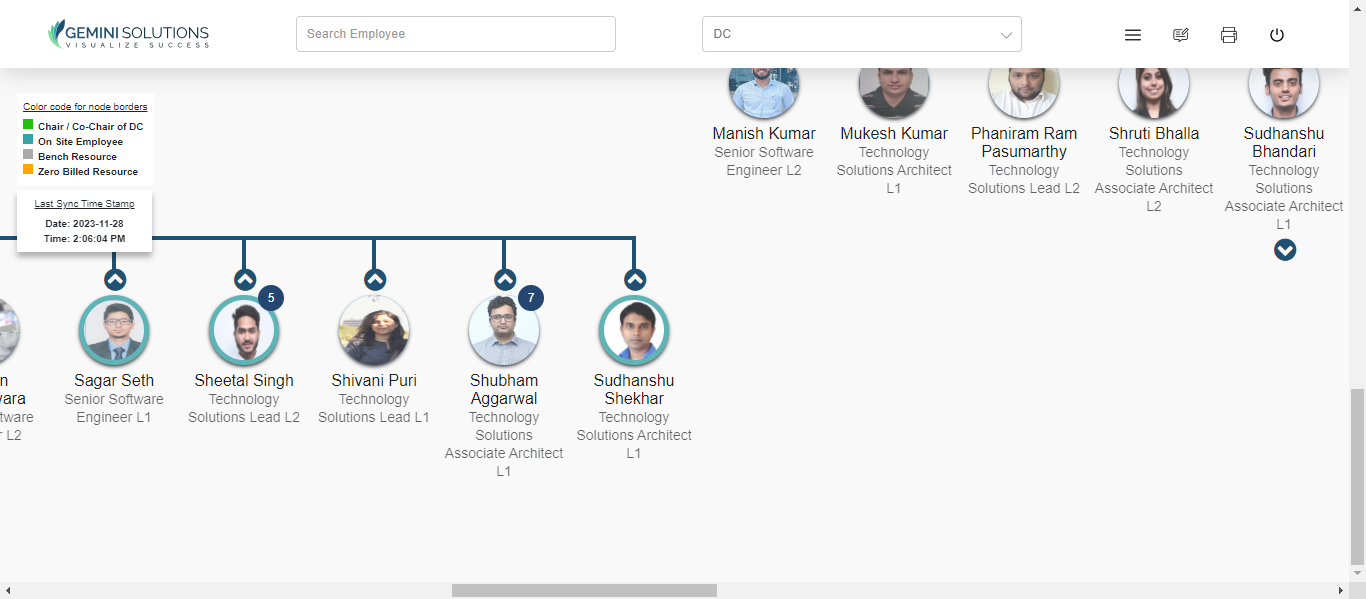 GEMINI SOLUTIONS
VISUALIZE SUCCESS
Search Employee
DC
Color code for node borders
Chair / Co-Chair of DC
On Site Employee
Bench Resource
Zero Billed Resource
Last Sync Time Stamp
Date: 2023-11-28
Time: 2:06:04 PM
Manish Kumar
Senior Software
Engineer L2
Mukesh Kumar
Technology
Solutions Architect
L1
Phaniram Ram
Pasumarthy
Technology
Solutions Lead L2
Shruti Bhalla
Technology
Solutions
Associate Architect
L2
Sudhanshu
Bhandari
Technology
Solutions
Associate Architect
L1
n
vara
tware
r L2
Sagar Seth
Senior Software
Engineer L1
5
Sheetal Singh
Technology
Solutions Lead L2
Shivani Puri
Technology
Solutions Lead L1
7
Shubham
Aggarwal
Technology
Solutions
Associate Architect
L1
Sudhanshu
Shekhar
Technology
Solutions Architect
L1